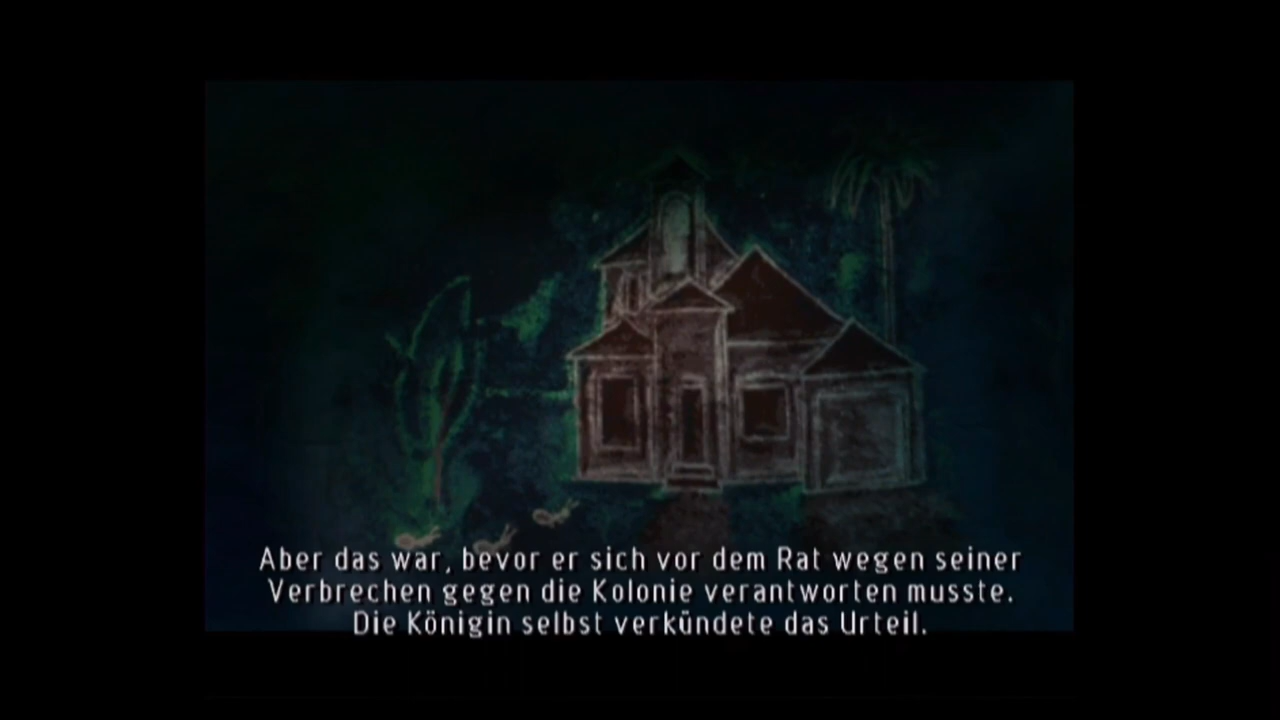 Aber das war, bevor er sich vor dem Rat wegen seiner
Verbrechen gegen die Kolonie verantworten musste.
Die Königin selbst verkündete das Urteil.